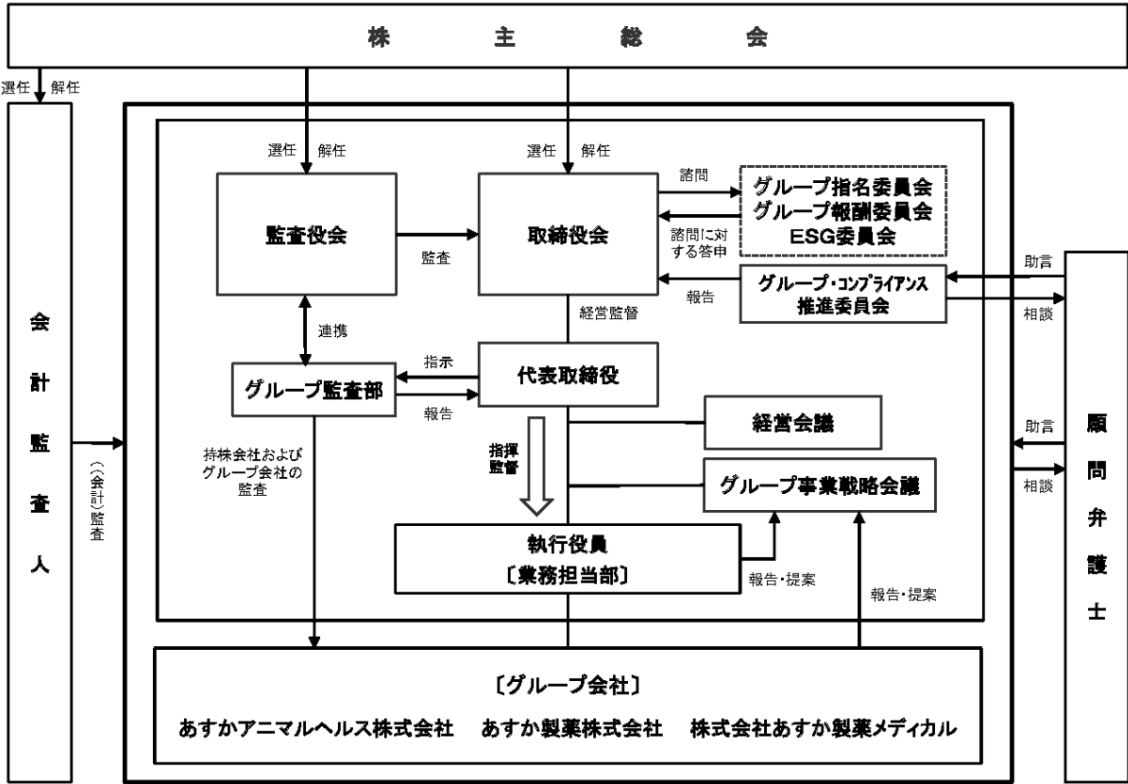 株主総会
選任 解任
選任 解任
選任 解任
監査役会
監査
取締役会
諮問
諮問に対
する答申
グループ指名委員会
グループ報酬委員会
ESG委員会
報告
グループ・コンプライアンス
推進委員会
助言
相談
経営監督
連携
グループ監査部
指示
報告
代表取締役
経営会議
指揮
監督
グループ事業戦略会議
持株会社および
グループ会社の
監査
執行役員
〔業務担当部〕
報告・提案
報告・提案
助言
相談
会計監査人
((会計)監査
顧問弁護士
〔グループ会社〕
あすかアニマルヘルス株式会社 あすか製薬株式会社 株式会社あすか製薬メディカル